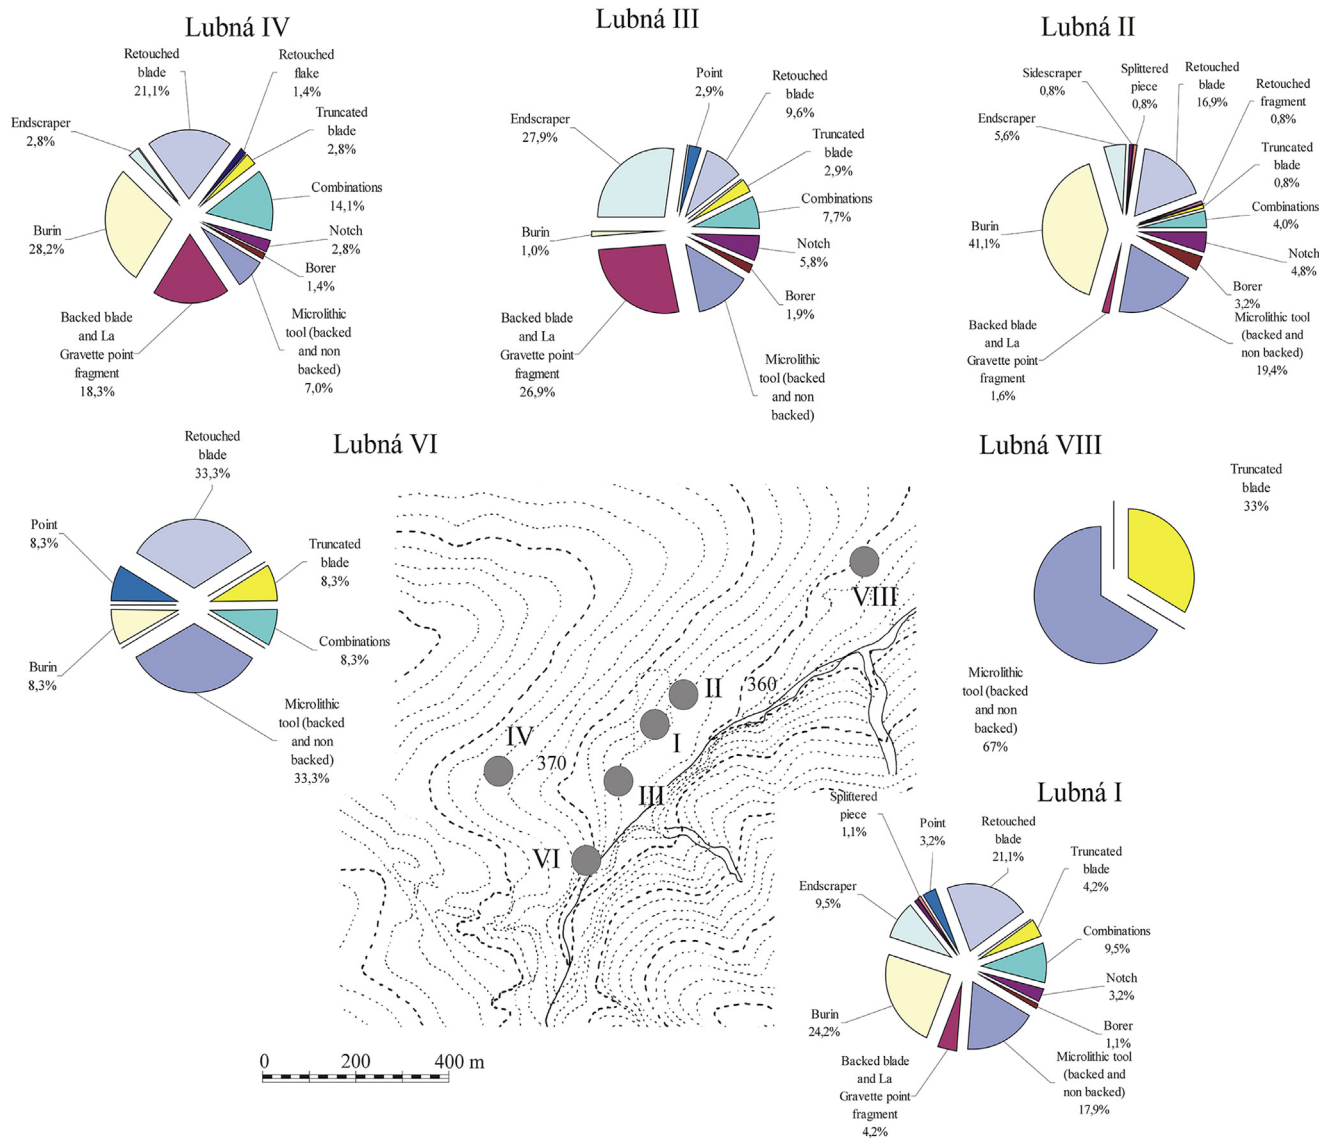 Lubná IV
Retouched
blade
21,1%
Retouched
flake
1,4%
Truncated
blade
2,8%
Endscraper
2,8%
Combinations
14,1%
Burin
28,2%
Notch
2,8%
Borer
1,4%
Backed blade
and La
Gravette point
fragment
18,3%
Microlithic
tool (backed
and non
backed)
7,0%
Lubná III
Point
2,9%
Retouched
blade
9,6%
Endscraper
27,9%
Truncated
blade
2,9%
Combinations
7,7%
Burin
1,0%
Notch
5,8%
Borer
1,9%
Backed blade
and La
Gravette point
fragment
26,9%
Microlithic
tool (backed
and non
backed)
Lubná II
Sidescraper
0,8%
Splittered
piece
0,8%
Retouched
blade
16,9%
Retouched
fragment
0,8%
Endscraper
5,6%
Truncated
blade
0,8%
Combinations
4,0%
Burin
41,1%
Notch
4,8%
Borer
3,2%
Backed blade
and La
Gravette point
fragment
1,6%
Microlithic tool
(backed and
non backed)
19,4%
Lubná VI
Retouched
blade
33,3%
Point
8,3%
Truncated
blade
8,3%
Burin
8,3%
Combinations
8,3%
Microlithic
tool (backed
and non
backed)
33,3%
Lubná VIII
Truncated
blade
33%
Microlithic
tool (backed
and non
backed)
67%
VIII
II
360
I
IV
370
III
VI
Lubná I
Splittered
piece
1,1%
Point
3,2%
Retouched
blade
21,1%
Truncated
blade
4,2%
Endscraper
9,5%
Combinations
9,5%
Notch
3,2%
Burin
24,2%
Borer
1,1%
Backed blade
and La
Gravette point
fragment
4,2%
Microlithic tool
(backed and
non backed)
17,9%
0 200 400 m